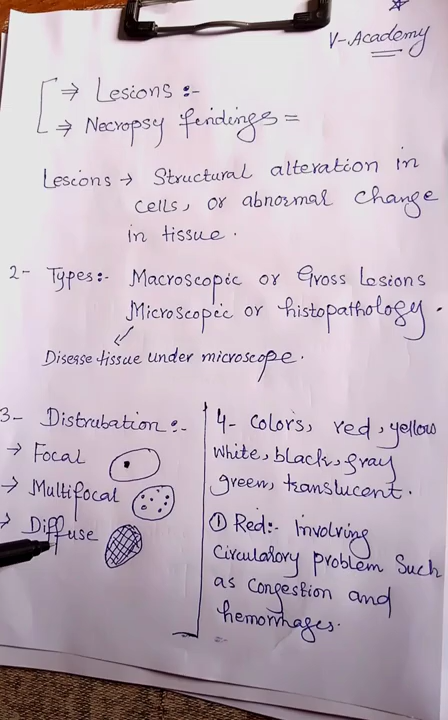 V-Academy
⇒ Lesions :-
⇒ Necropsy findings =
Lesions → Structural alteration in
cells, or abnormal change
in tissue.
2- Types:- Macroscopic or Gross Lesions
Microscopic or histopathology.
Disease tissue under microscope.
3- Distrubation:-
→ Focal
→ Multifocal
→ Diffuse
4- Colors, red, yellow
white, black, gray
green, translucent.
① Red:- Involving
Circulatory problem Such
as congestion and
hemorrhages.